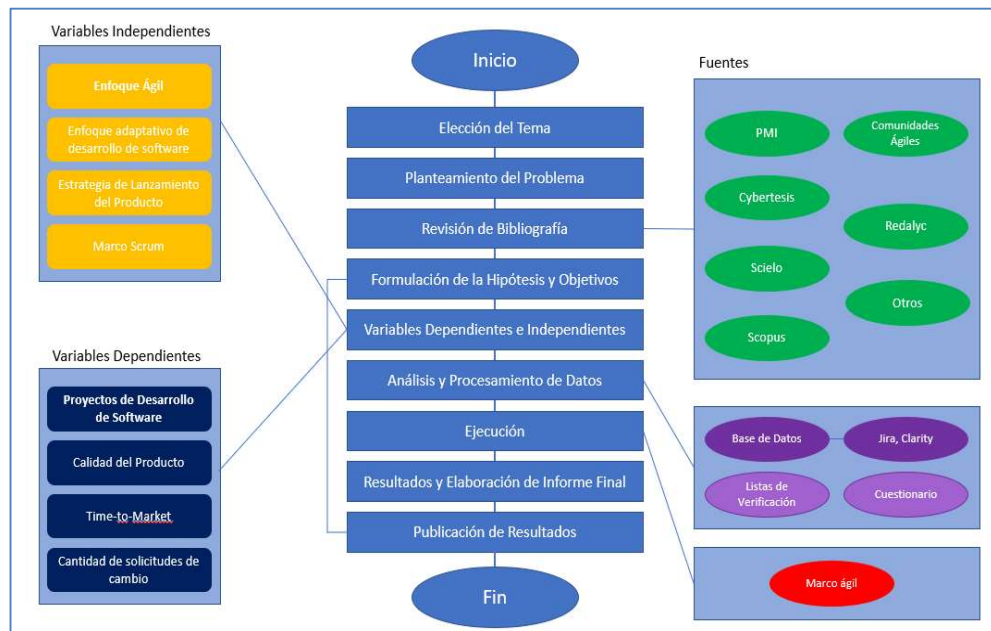 Variables Independientes
Enfoque Ágil
Enfoque adaptativo de
desarrollo de software
Estrategia de Lanzamiento
del Producto
Marco Scrum
Variables Dependientes
Proyectos de Desarrollo
de Software
Calidad del Producto
Time-to-Market
Cantidad de solicitudes de
cambio
Inicio
Elección del Tema
Planteamiento del Problema
Revisión de Bibliografía
Formulación de la Hipótesis y Objetivos
Variables Dependientes e Independientes
Análisis y Procesamiento de Datos
Ejecución
Resultados y Elaboración de Informe Final
Publicación de Resultados
Fin
Fuentes
PMI
Comunidades
Ágiles
Cybertesis
Redalyc
Scielo
Otros
Scopus
Base de Datos
Jira, Clarity
Listas de
Verificación
Cuestionario
Marco ágil